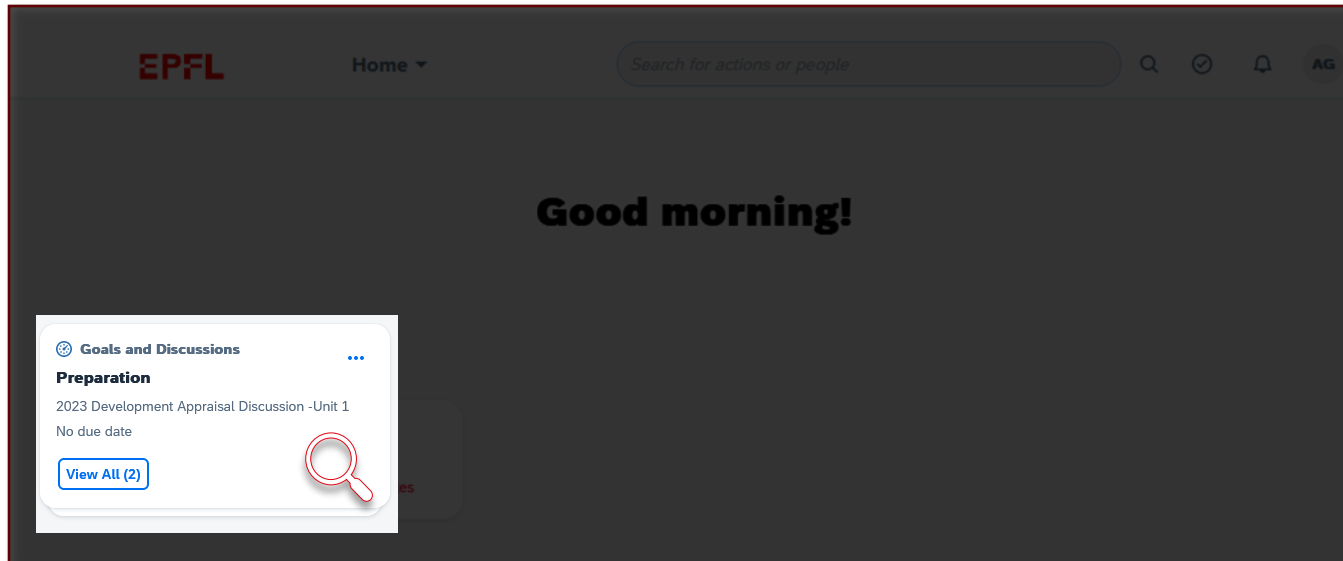 EPFL
Home
Search for actions or people
AG
Good morning!
Goals and Discussions
Preparation
2023 Development Appraisal Discussion -Unit 1
No due date
View All (2)
es